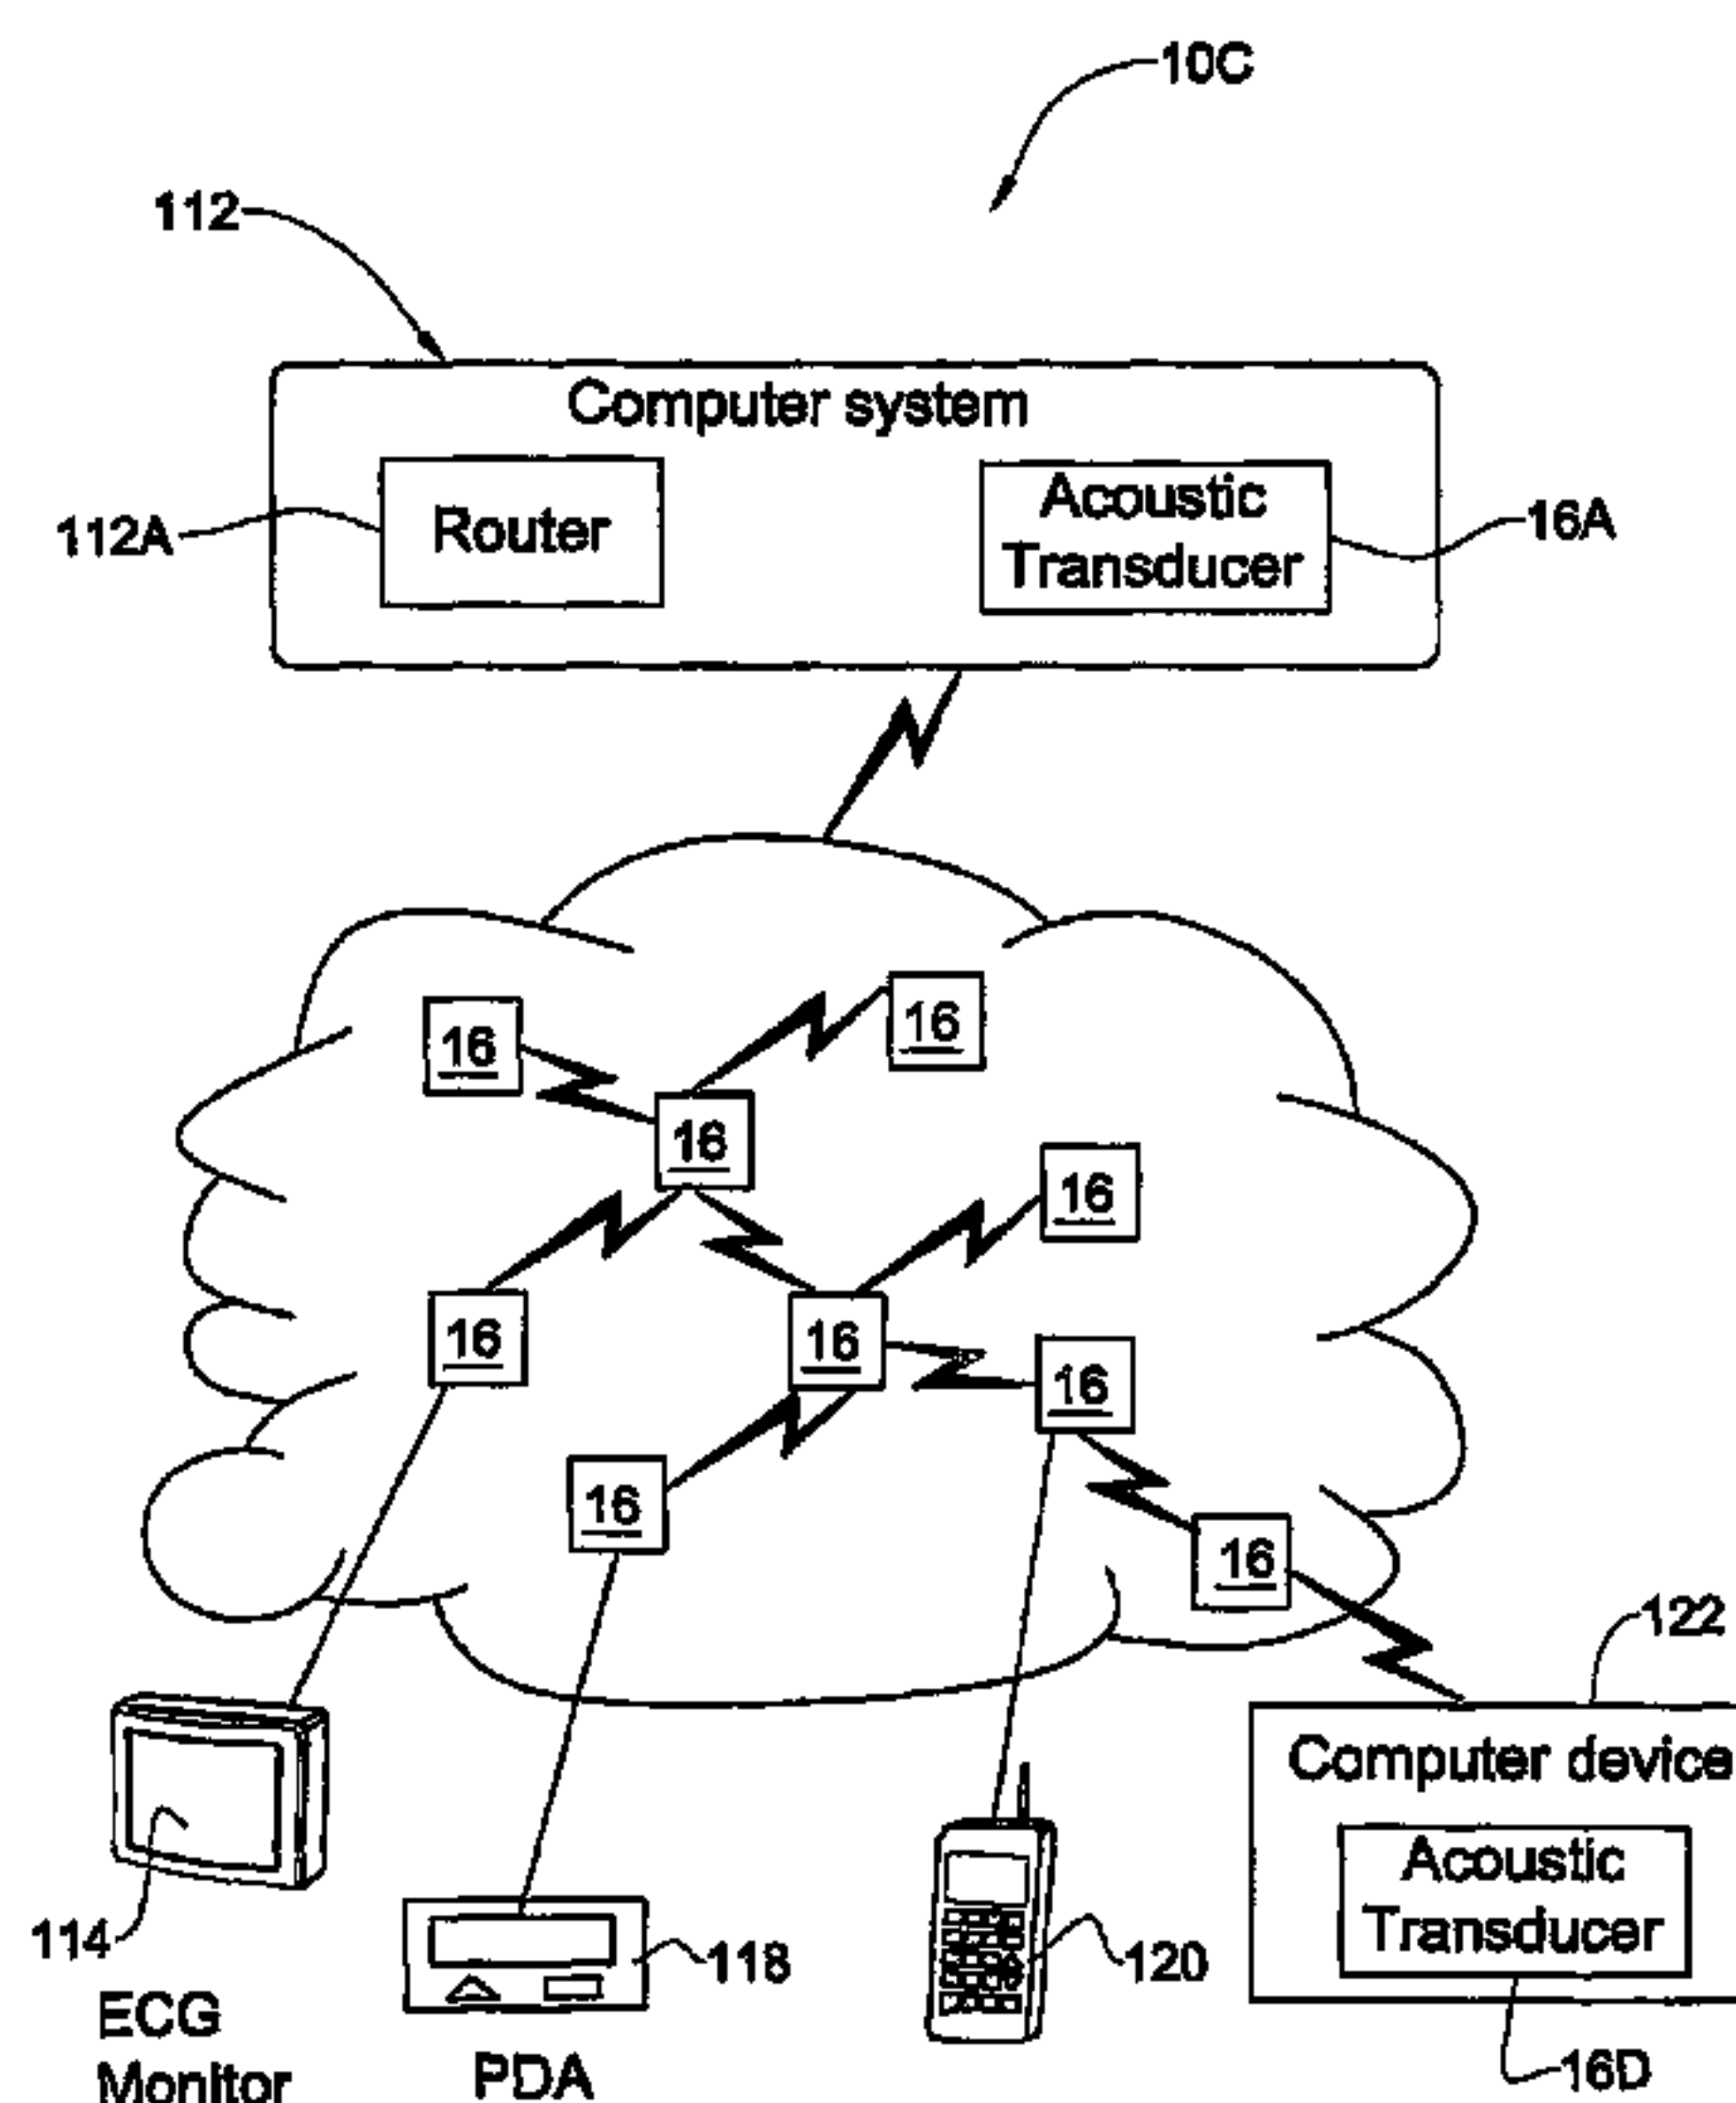 10C
112
Computer system
112A
Router
Acoustic
Transducer
16A
16
16
16
16
16
16
16
16
16
122
Computer device
Acoustic
Transducer
114
118
120
16D
ECG
Monitor
PDA